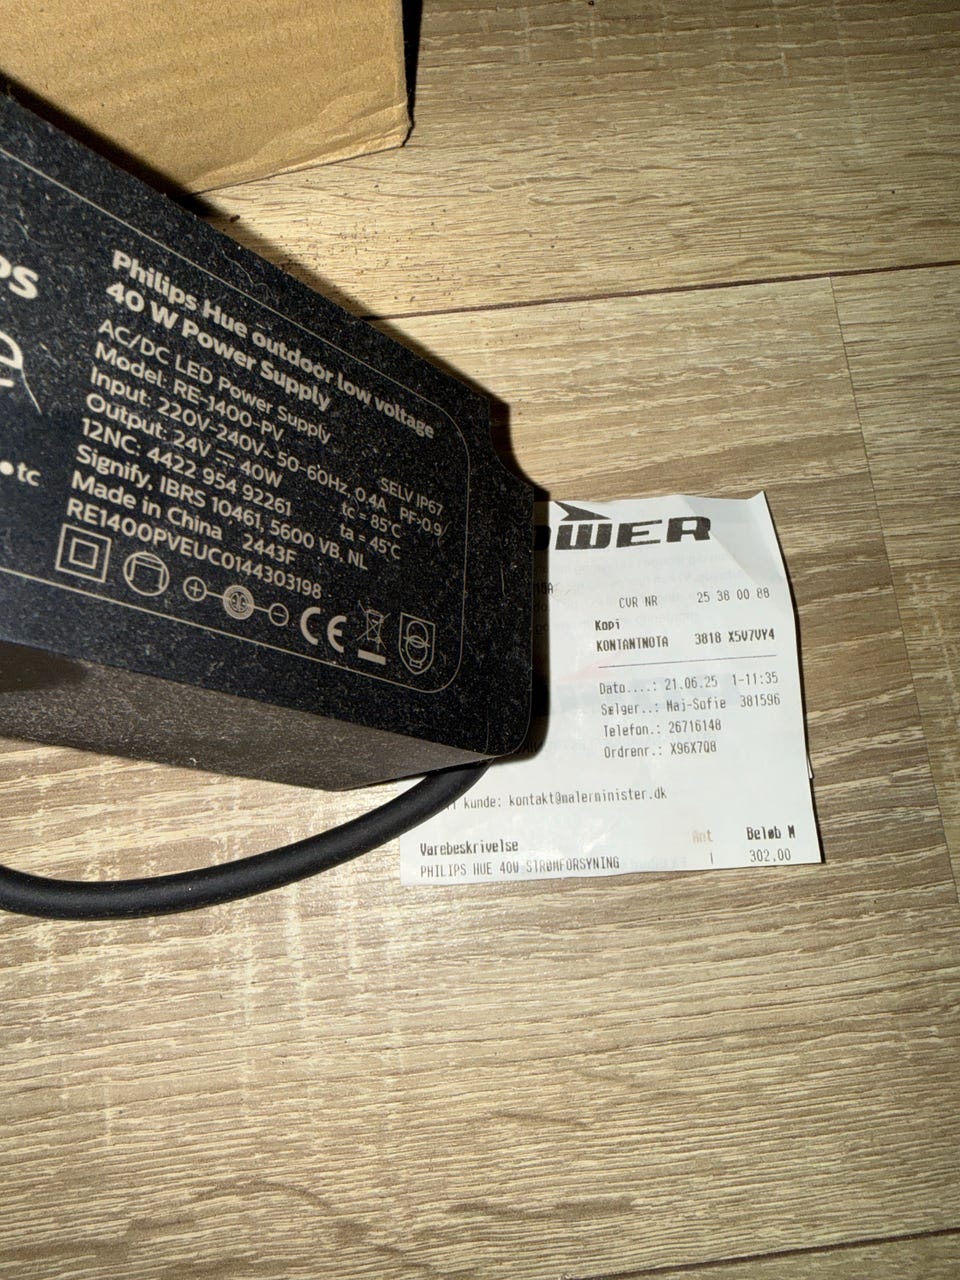 Philips Hue outdoor low voltage
40 W Power Supply
AC/DC LED Power Supply
Model: RE-1400-PV
SELV IP67
Input: 220V-240V~ 50-60Hz, 0.4A PF>0.9
Output: 24V ⎓ 40W
tc = 85°C
12NC: 4422 954 92261
ta = 45°C
Signify, IBRS 10461, 5600 VB, NL
Made in China 2443F
RE1400PVEUC0144303198
tc
CE
CVR NR 25 38 00 88
Kopi
KONTANTNOTA 3818 X5V7VY4
Dato....: 21.06.25 1-11:35
Sælger..: Maj-Sofie 381596
Telefon.: 26716148
Ordrenr.: X96X7Q8
kunde: kontakt@malerminister.dk
Varebeskrivelse Ant Beløb M
PHILIPS HUE 40W STRØMFORSYNING 1 302,00